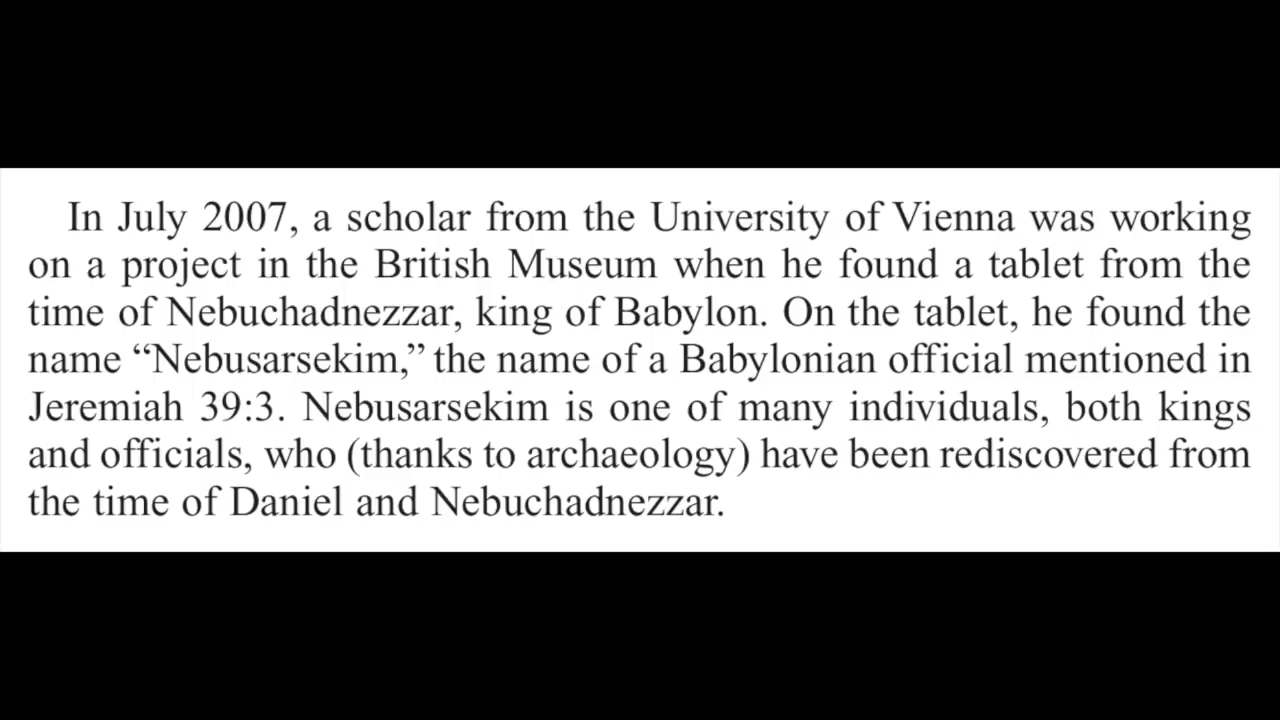 In July 2007, a scholar from the University of Vienna was working
on a project in the British Museum when he found a tablet from the
time of Nebuchadnezzar, king of Babylon. On the tablet, he found the
name “Nebusarsekim,” the name of a Babylonian official mentioned in
Jeremiah 39:3. Nebusarsekim is one of many individuals, both kings
and officials, who (thanks to archaeology) have been rediscovered from
the time of Daniel and Nebuchadnezzar.